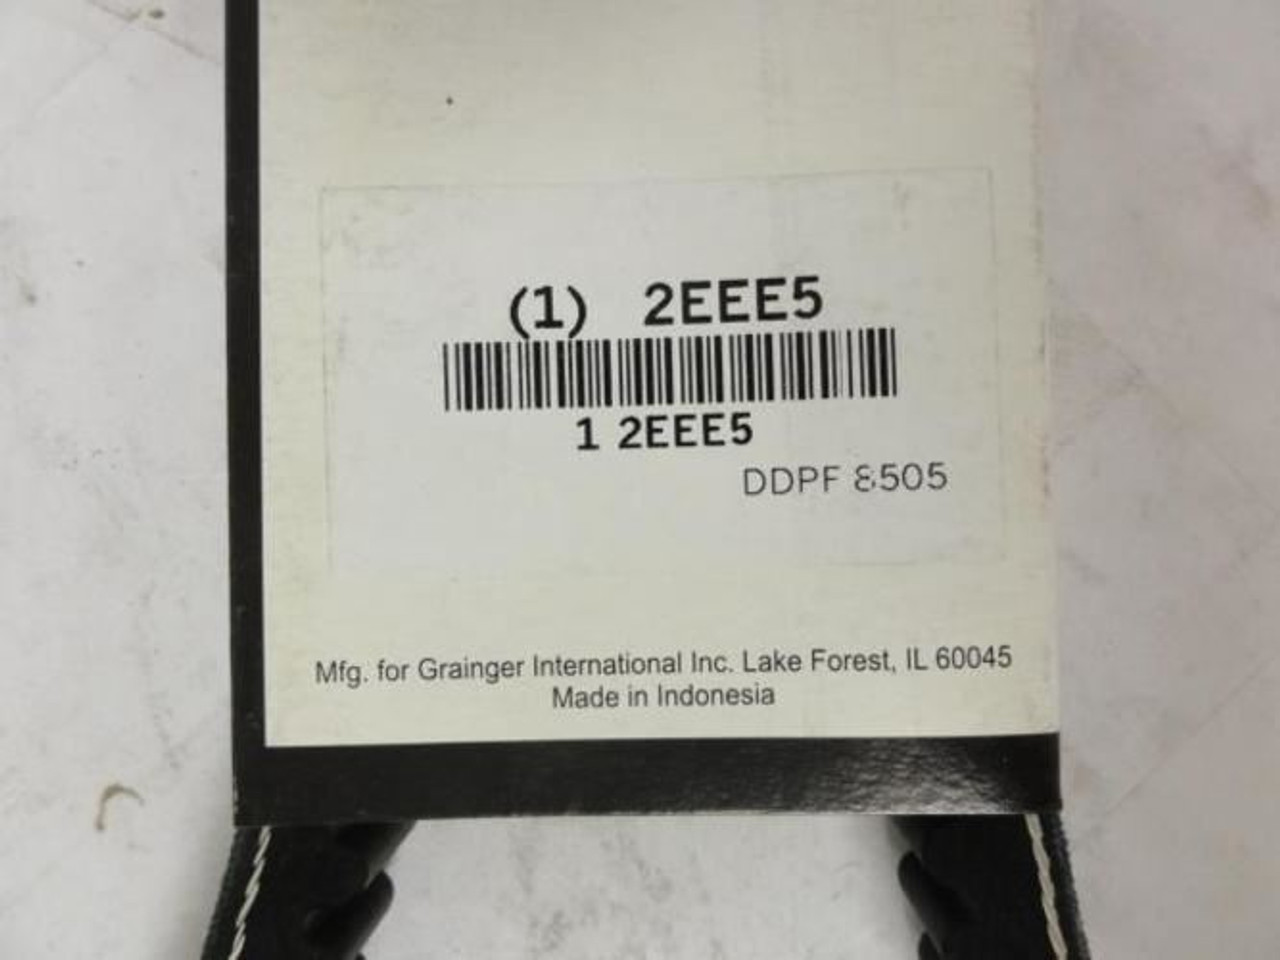 (1) 2EEE5
1 2EEE5
DDPF 8505
Mfg. for Grainger International Inc. Lake Forest, IL 60045
Made in Indonesia